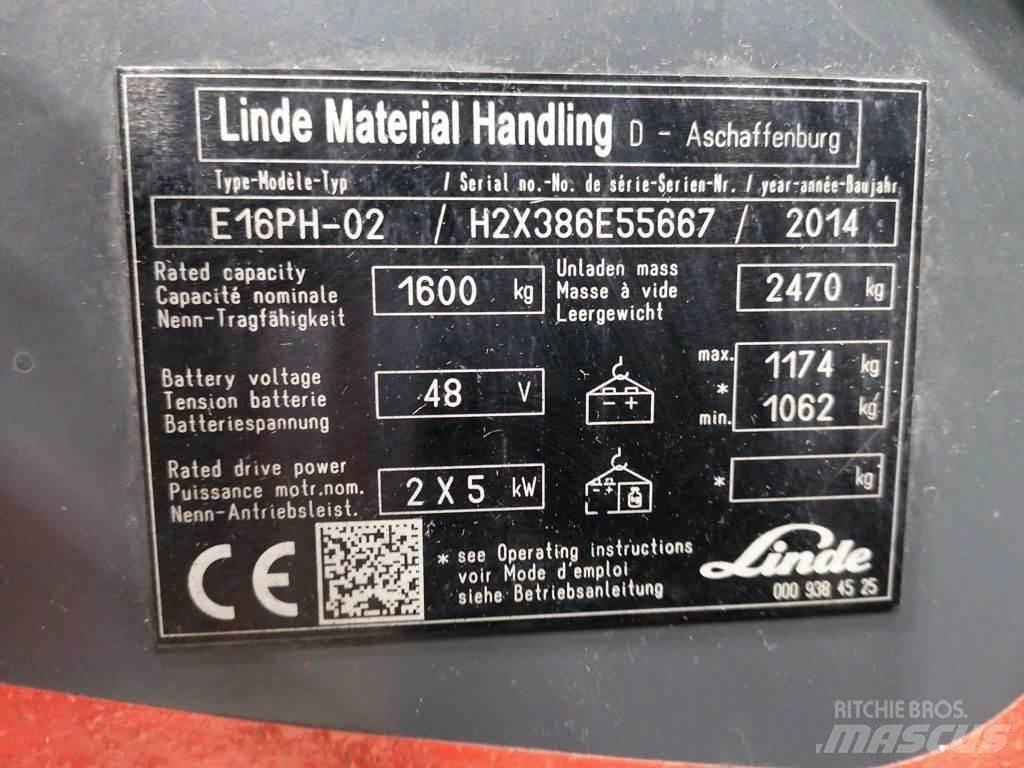 Linde Material Handling D - Aschaffenburg
Type-Modèle-Typ / Serial no.-No. de série-Serien-Nr. / year-année-Baujahr
E16PH-02 / H2X386E55667 / 2014
Rated capacity
Capacité nominale
Nenn-Tragfähigkeit
1600 kg
Unladen mass
Masse à vide
Leergewicht
2470 kg
Battery voltage
Tension batterie
Batteriespannung
48 V
- +
max. 1174 kg
*
min. 1062 kg
Rated drive power
Puissance motr.nom.
Nenn-Antriebsleist.
2 X 5 kW
- +
kg
* kg
CE
* see Operating instructions
voir Mode d'emploi
siehe Betriebsanleitung
Linde
000 938 45 25
RITCHIE BROS.
MASCUS